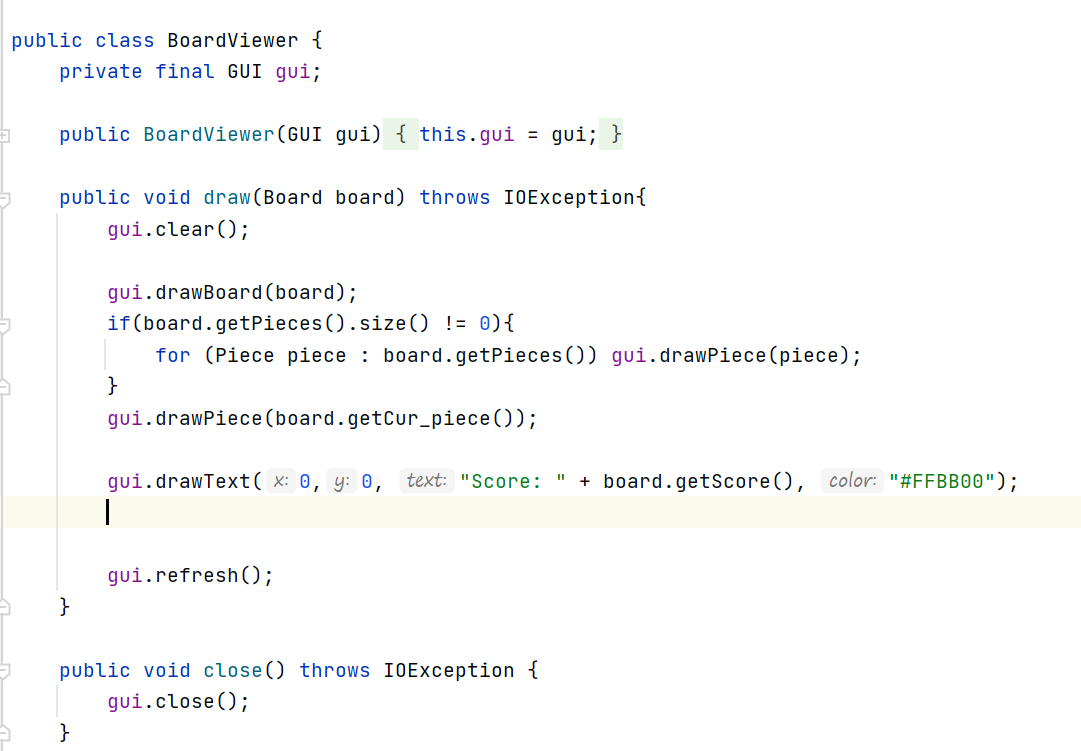 public class BoardViewer {
    private final GUI gui;
    public BoardViewer(GUI gui) { this.gui = gui; }
    public void draw(Board board) throws IOException{
        gui.clear();
        gui.drawBoard(board);
        if(board.getPieces().size() != 0){
            for (Piece piece : board.getPieces()) gui.drawPiece(piece);
        }
        gui.drawPiece(board.getCur_piece());
        gui.drawText( x: 0, y: 0, text: "Score: " + board.getScore(), color: "#FFBB00");
        gui.refresh();
    }
    public void close() throws IOException {
        gui.close();
    }